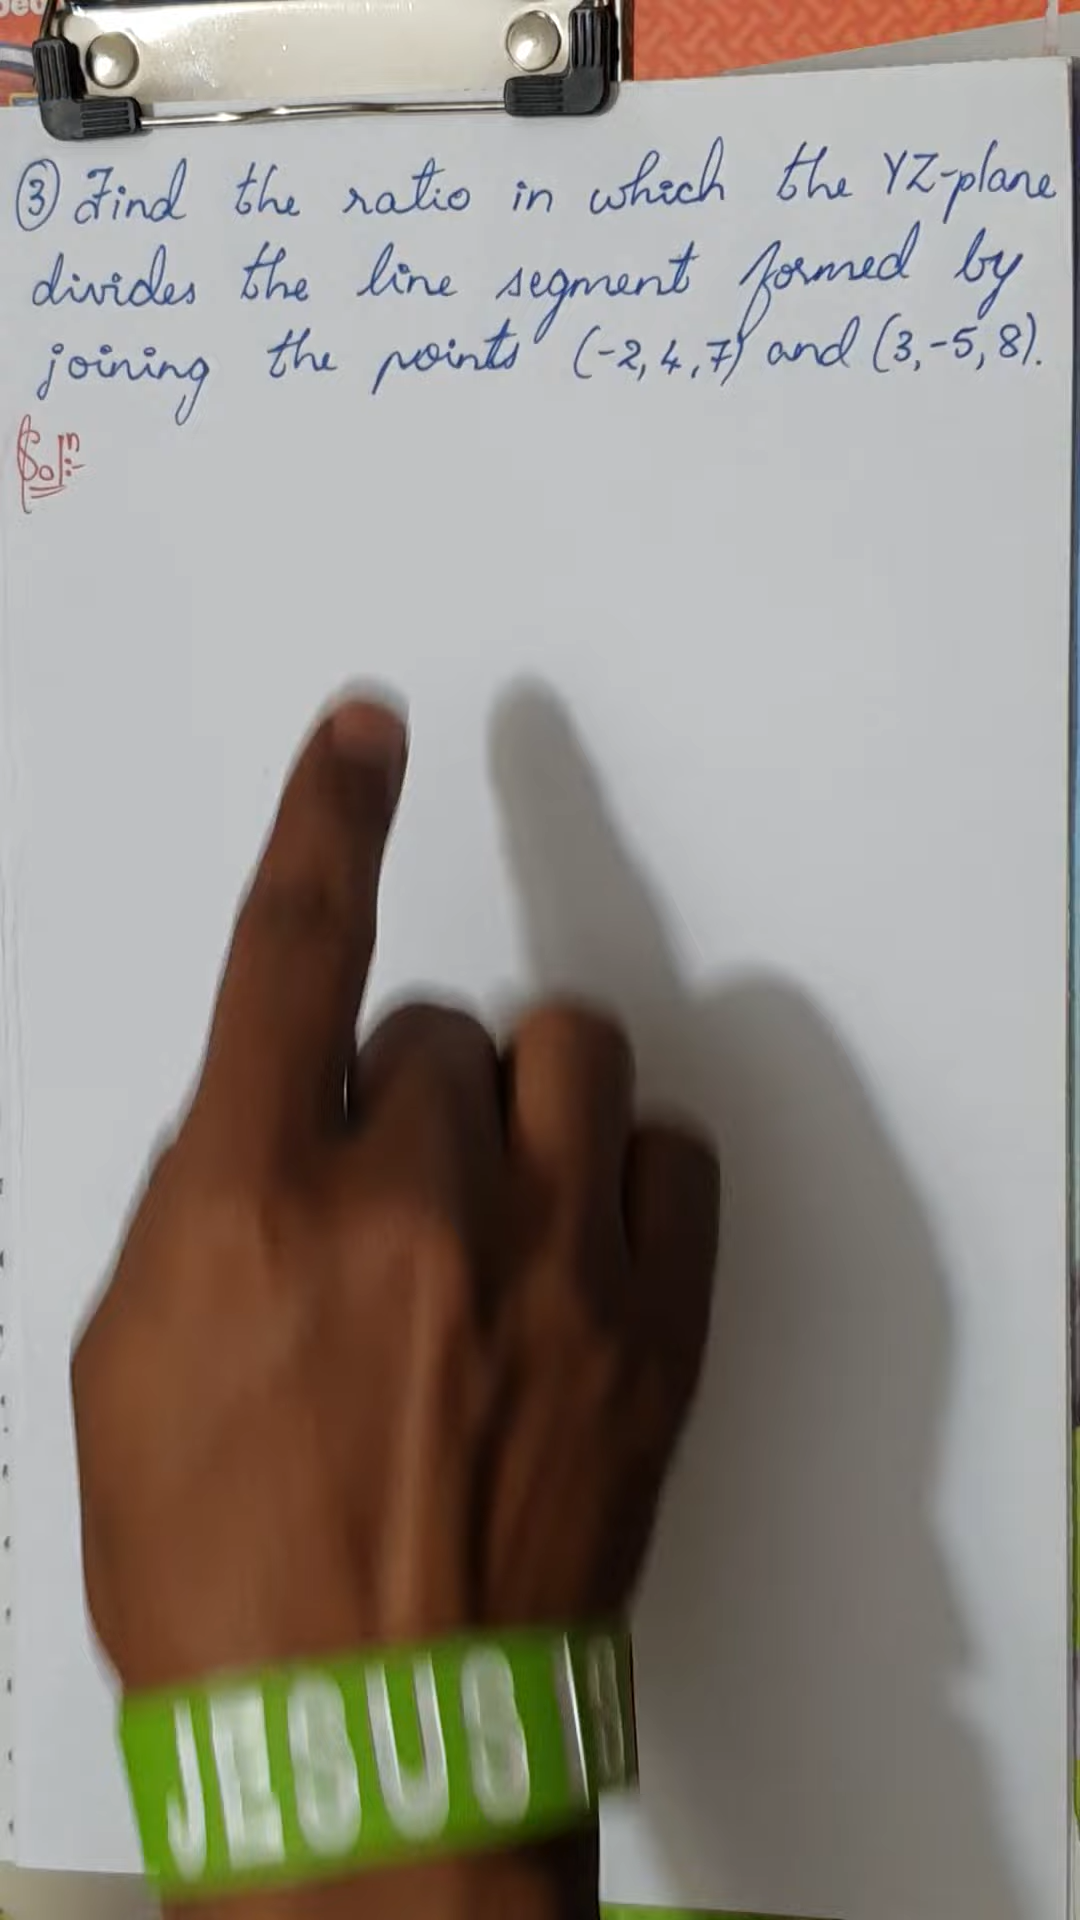 ③ Find the ratio in which the YZ-plane
divides the line segment formed by
joining the points (-2, 4, 7) and (3, -5, 8).
Solⁿ:-
JESUS